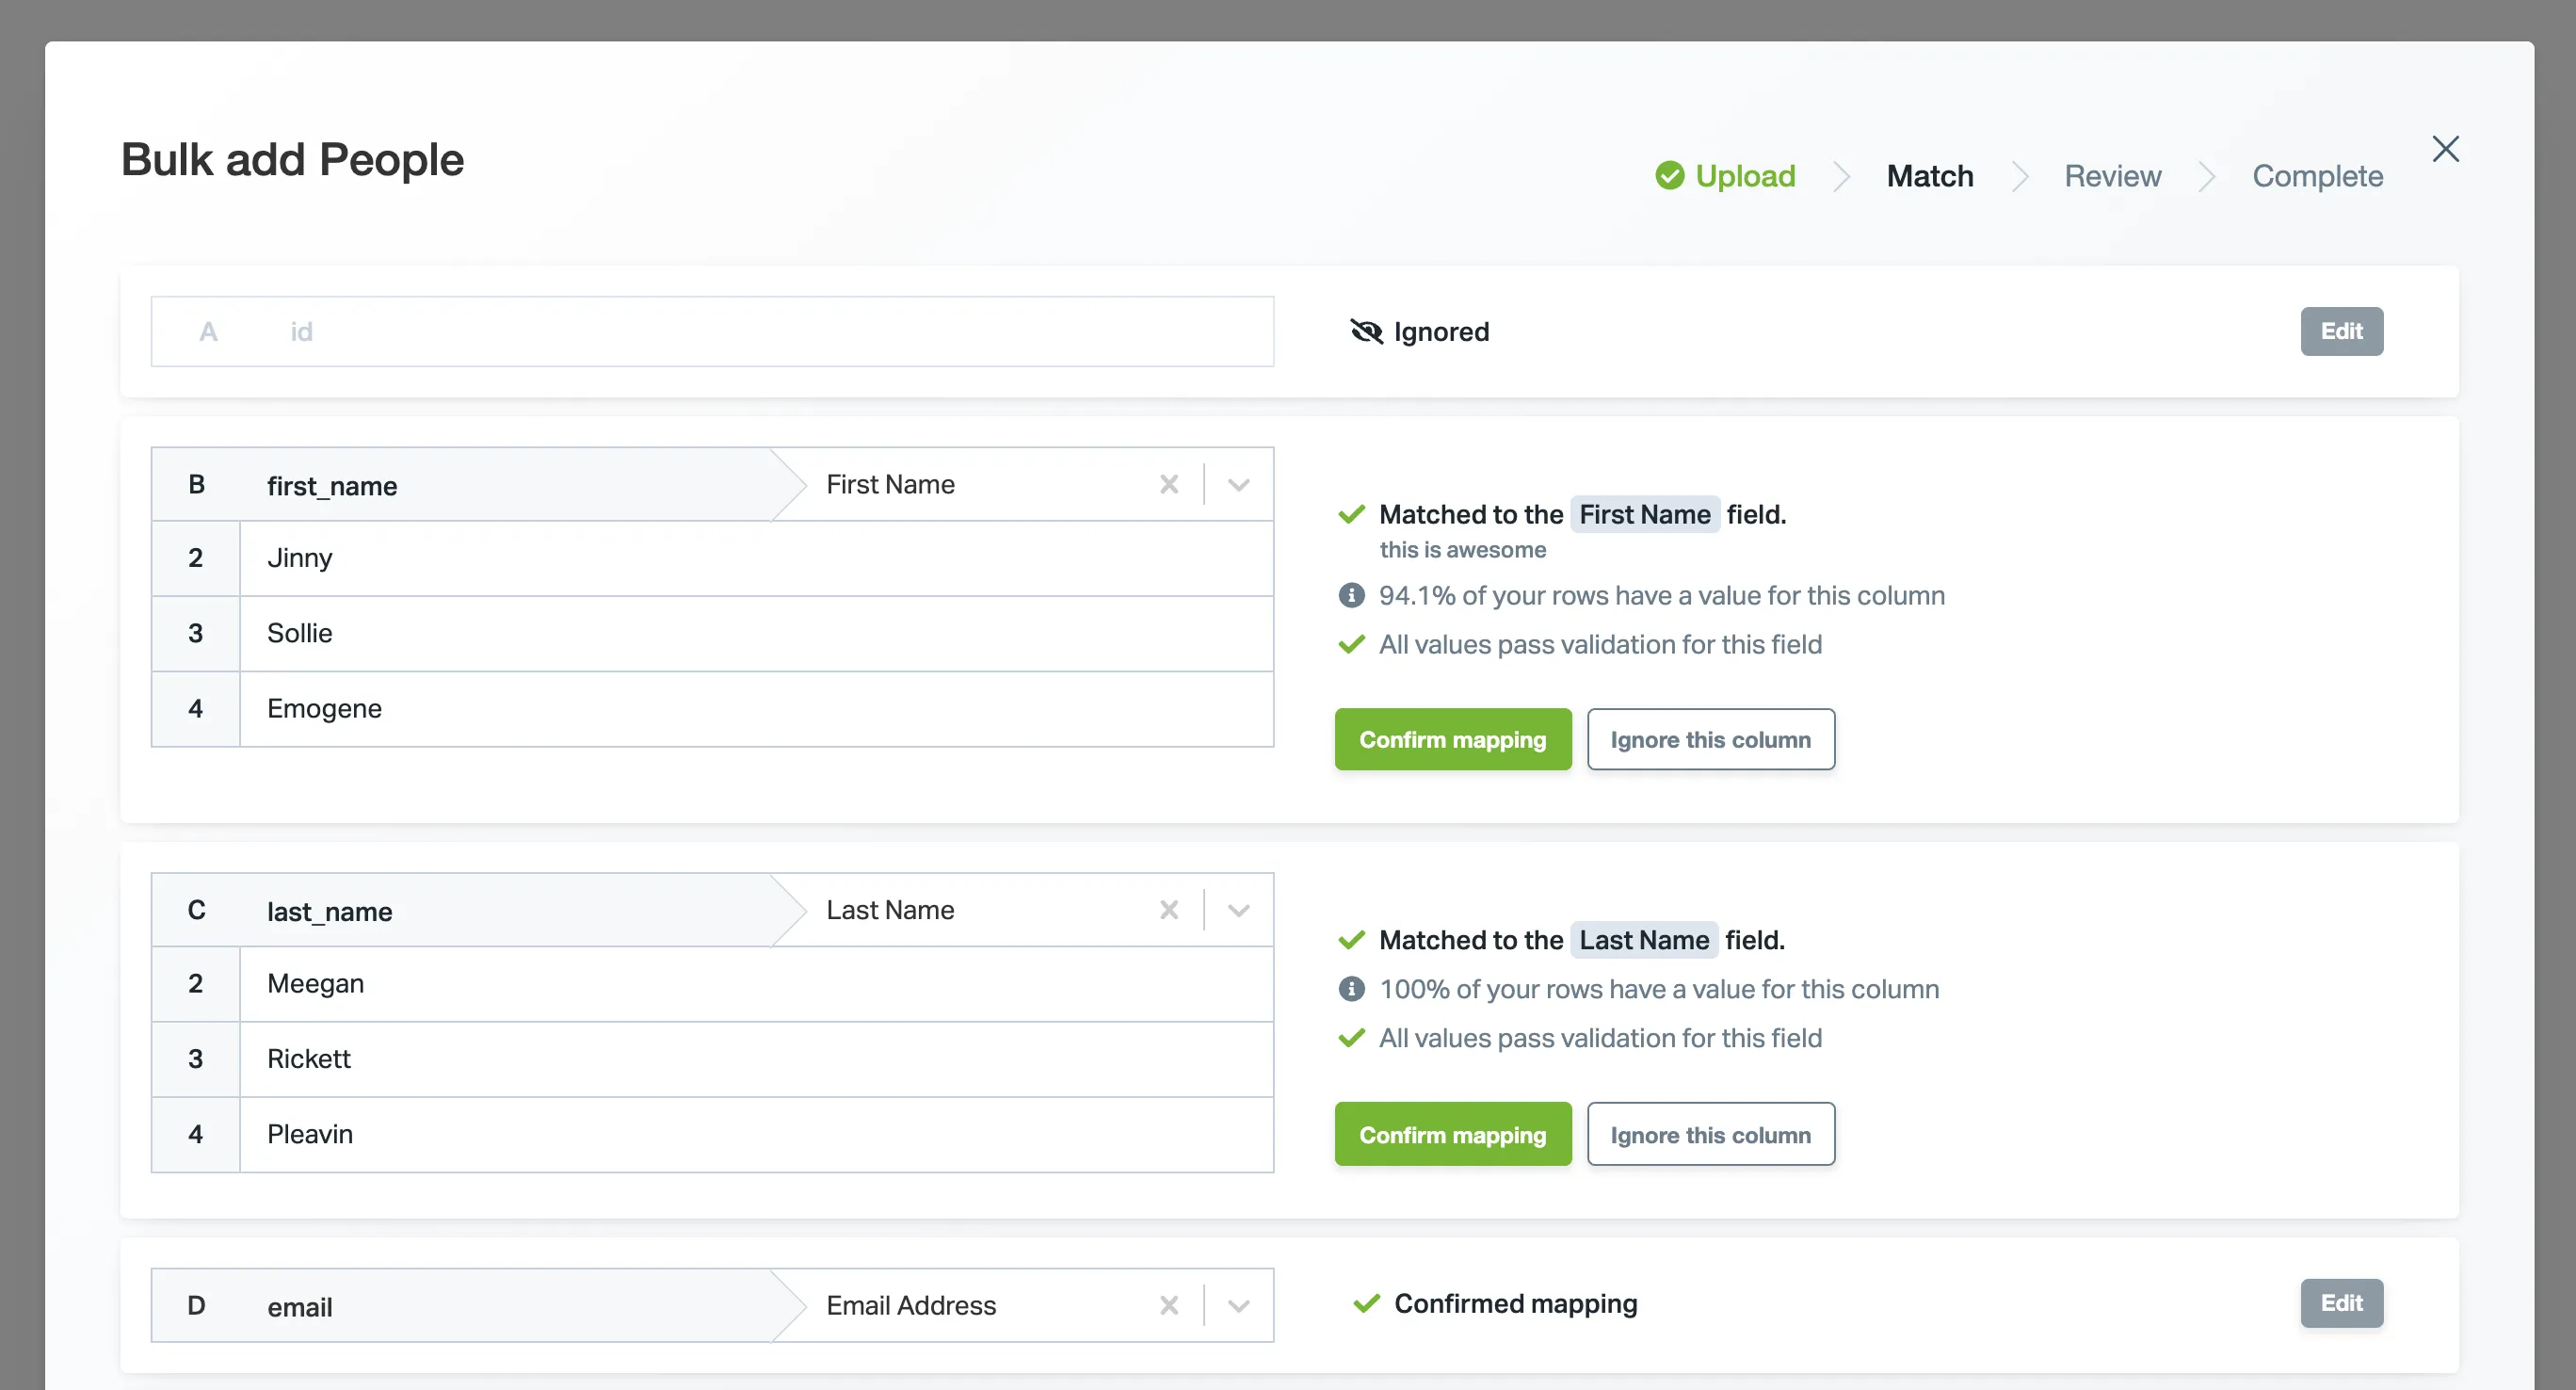 Bulk add People
Upload Match Review Complete
A id
Ignored
Edit
B first_name First Name
2 Jinny
3 Sollie
4 Emogene
Matched to the First Name field.
this is awesome
94.1% of your rows have a value for this column
All values pass validation for this field
Confirm mapping Ignore this column
C last_name Last Name
2 Meegan
3 Rickett
4 Pleavin
Matched to the Last Name field.
100% of your rows have a value for this column
All values pass validation for this field
Confirm mapping Ignore this column
D email Email Address
Confirmed mapping
Edit